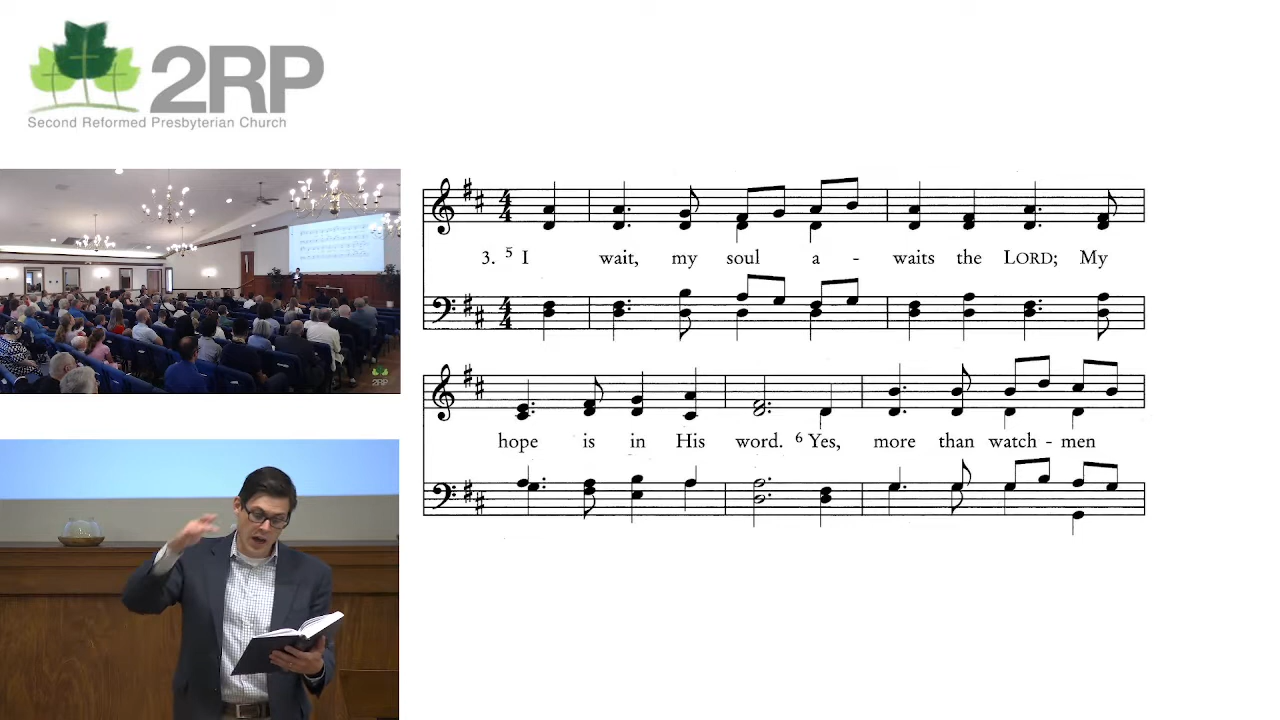 2RP
Second Reformed Presbyterian Church
3. 5 I wait, my soul a - waits the LORD; My
hope is in His word. 6 Yes, more than watch - men
2RP